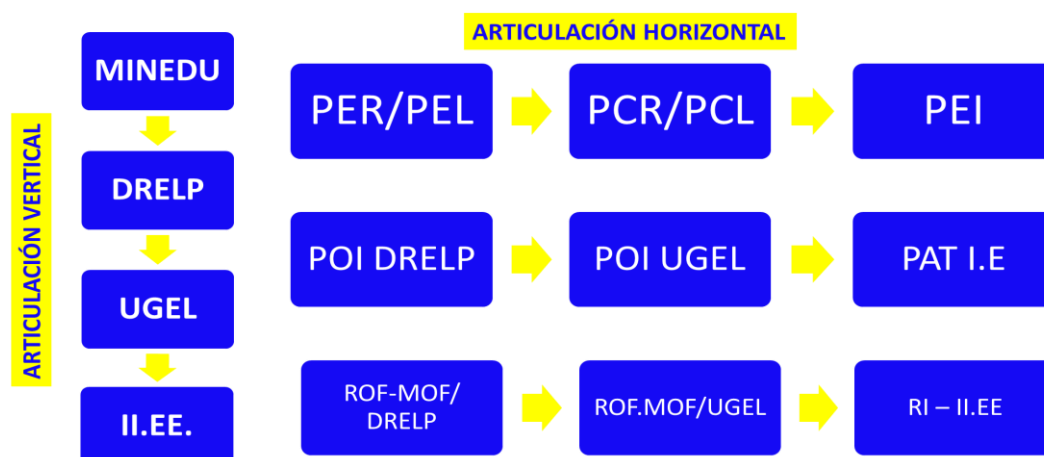 ARTICULACIÓN VERTICAL
MINEDU
DRELP
UGEL
II.EE.
ARTICULACIÓN HORIZONTAL
PER/PEL
PCR/PCL
PEI
POI DRELP
POI UGEL
PAT I.E
ROF-MOF/
DRELP
ROF.MOF/UGEL
RI – II.EE